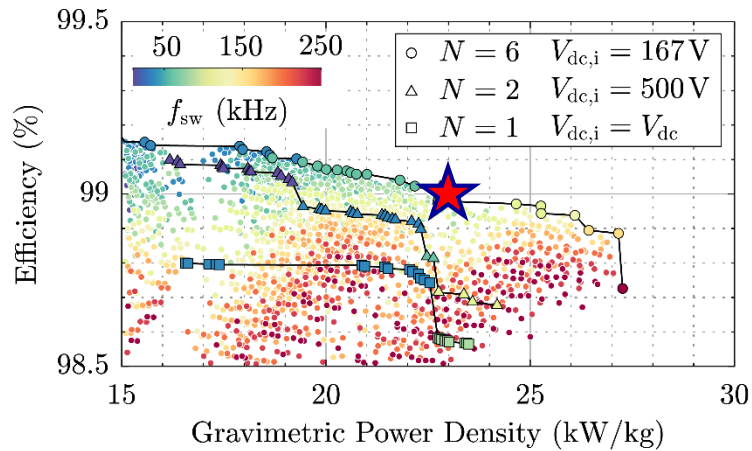 99.5
50 150 250
f_sw (kHz)
N = 6 V_dc,i = 167 V
N = 2 V_dc,i = 500 V
N = 1 V_dc,i = V_dc
Efficiency (%)
99
98.5
15 20 25 30
Gravimetric Power Density (kW/kg)